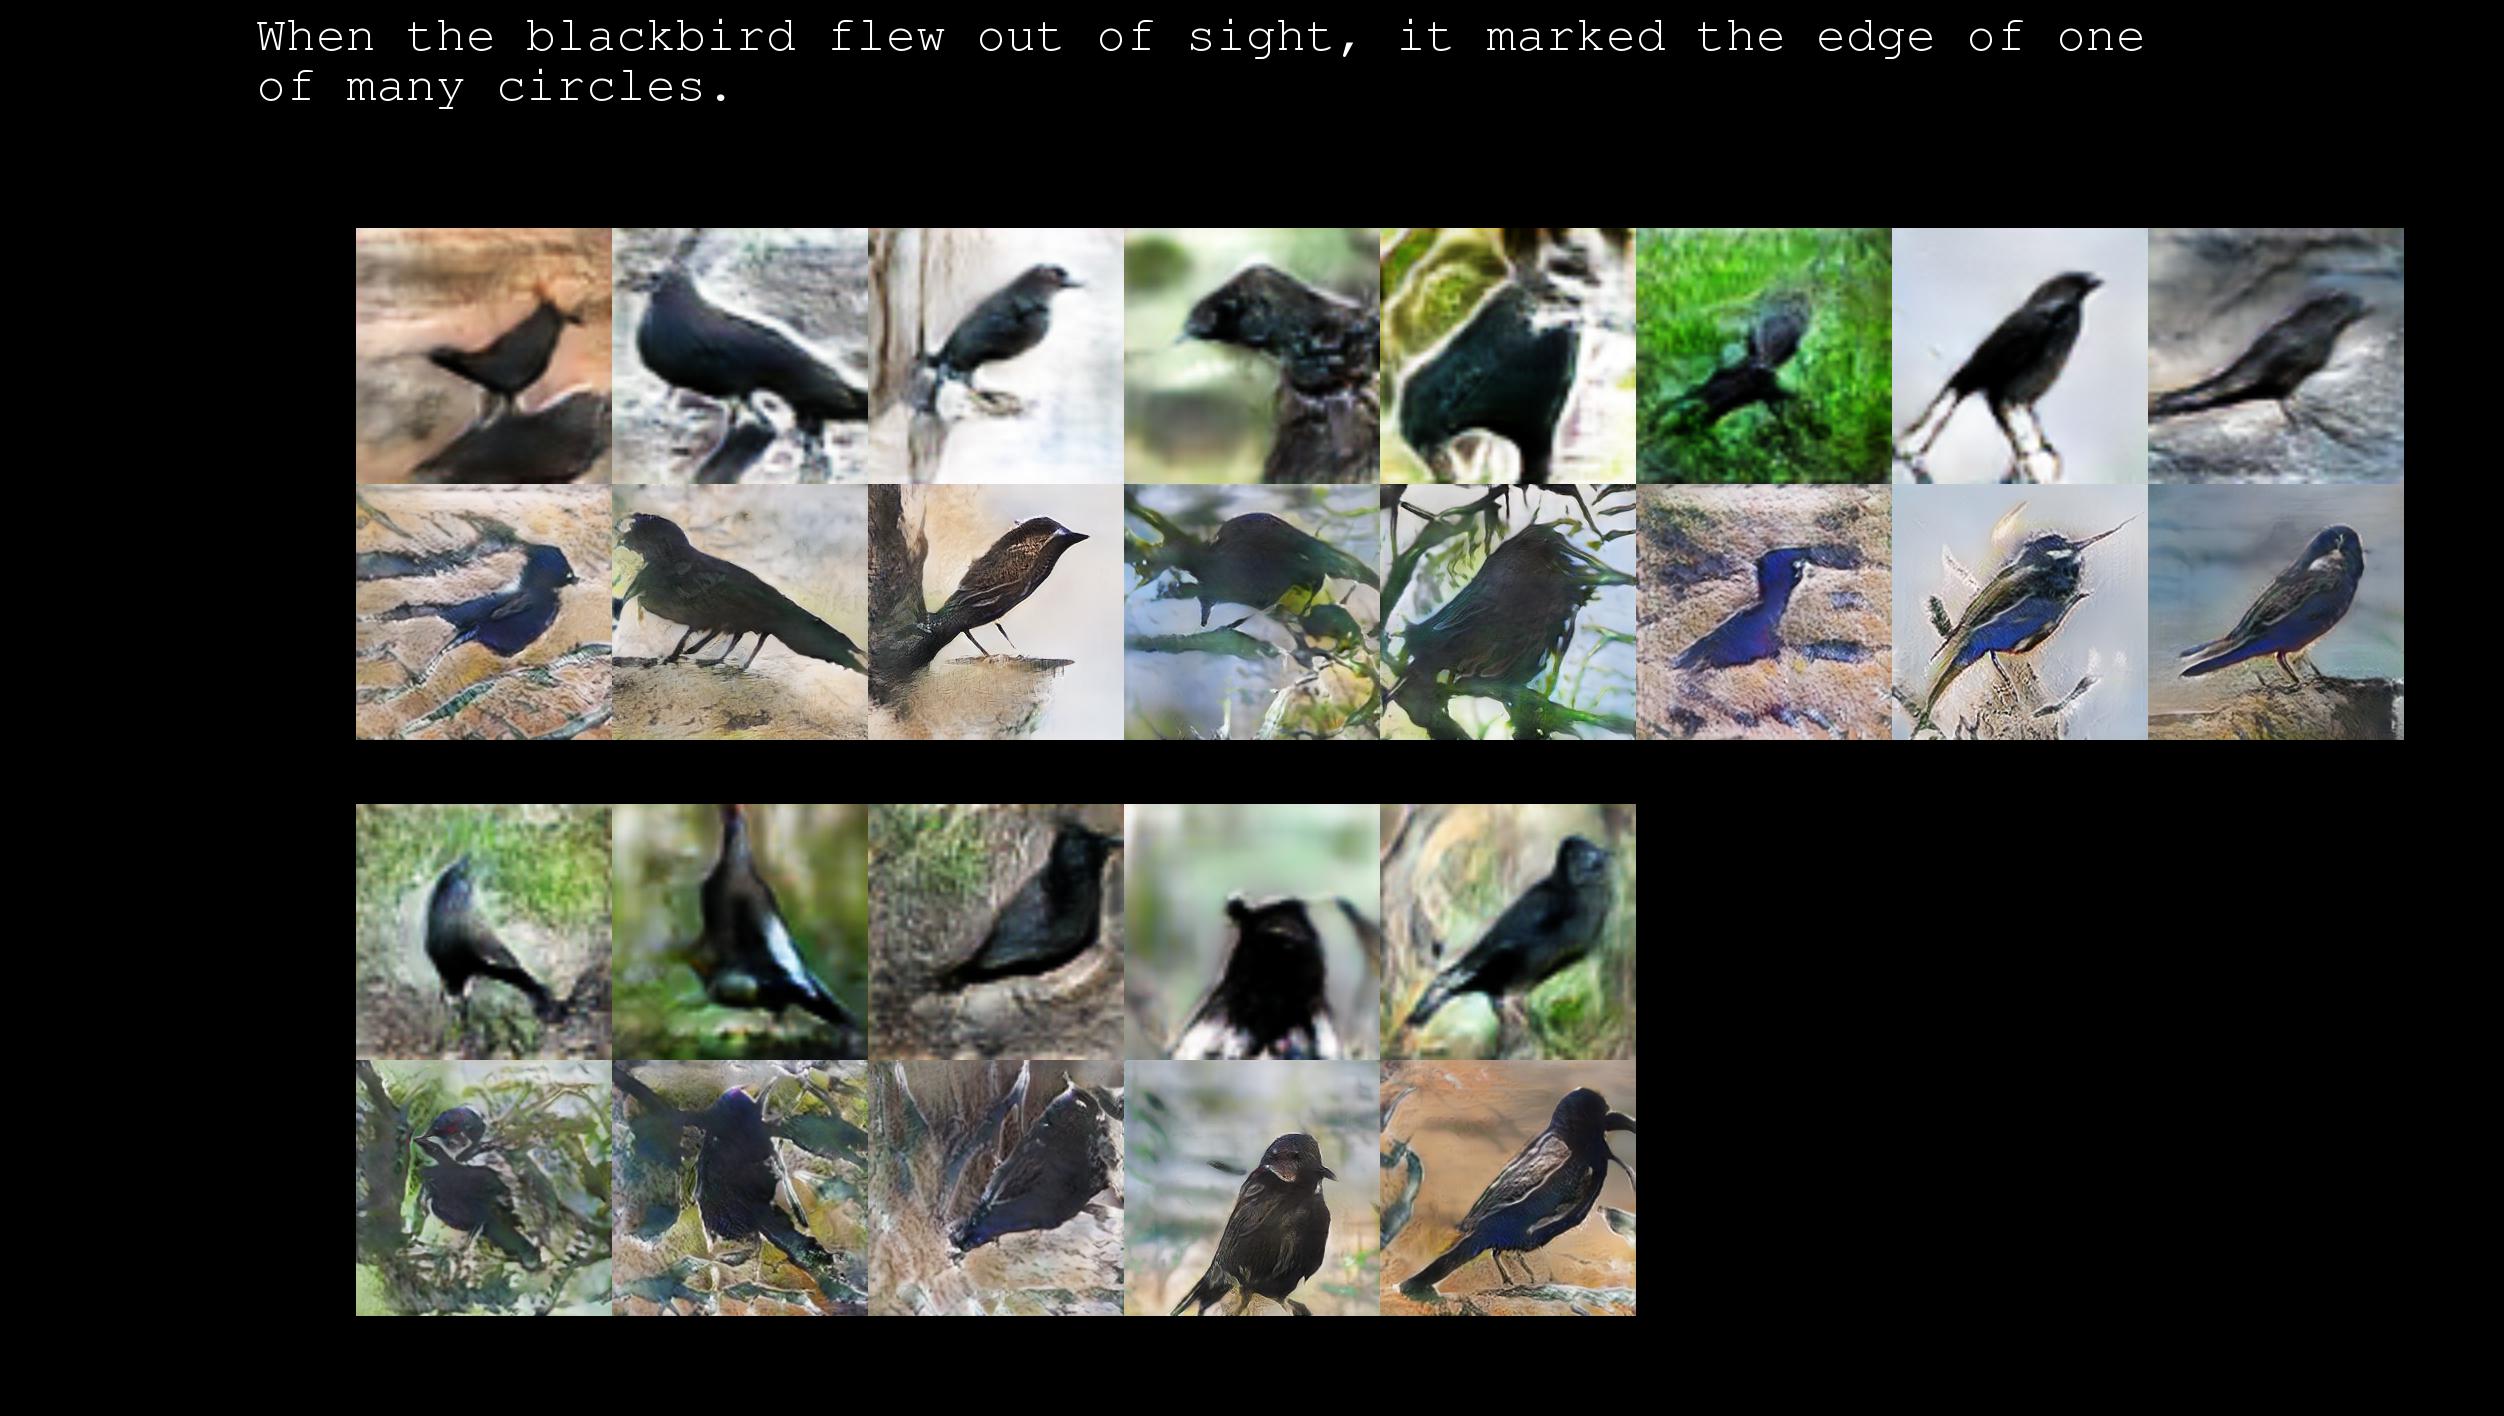 When the blackbird flew out of sight, it marked the edge of one
of many circles.